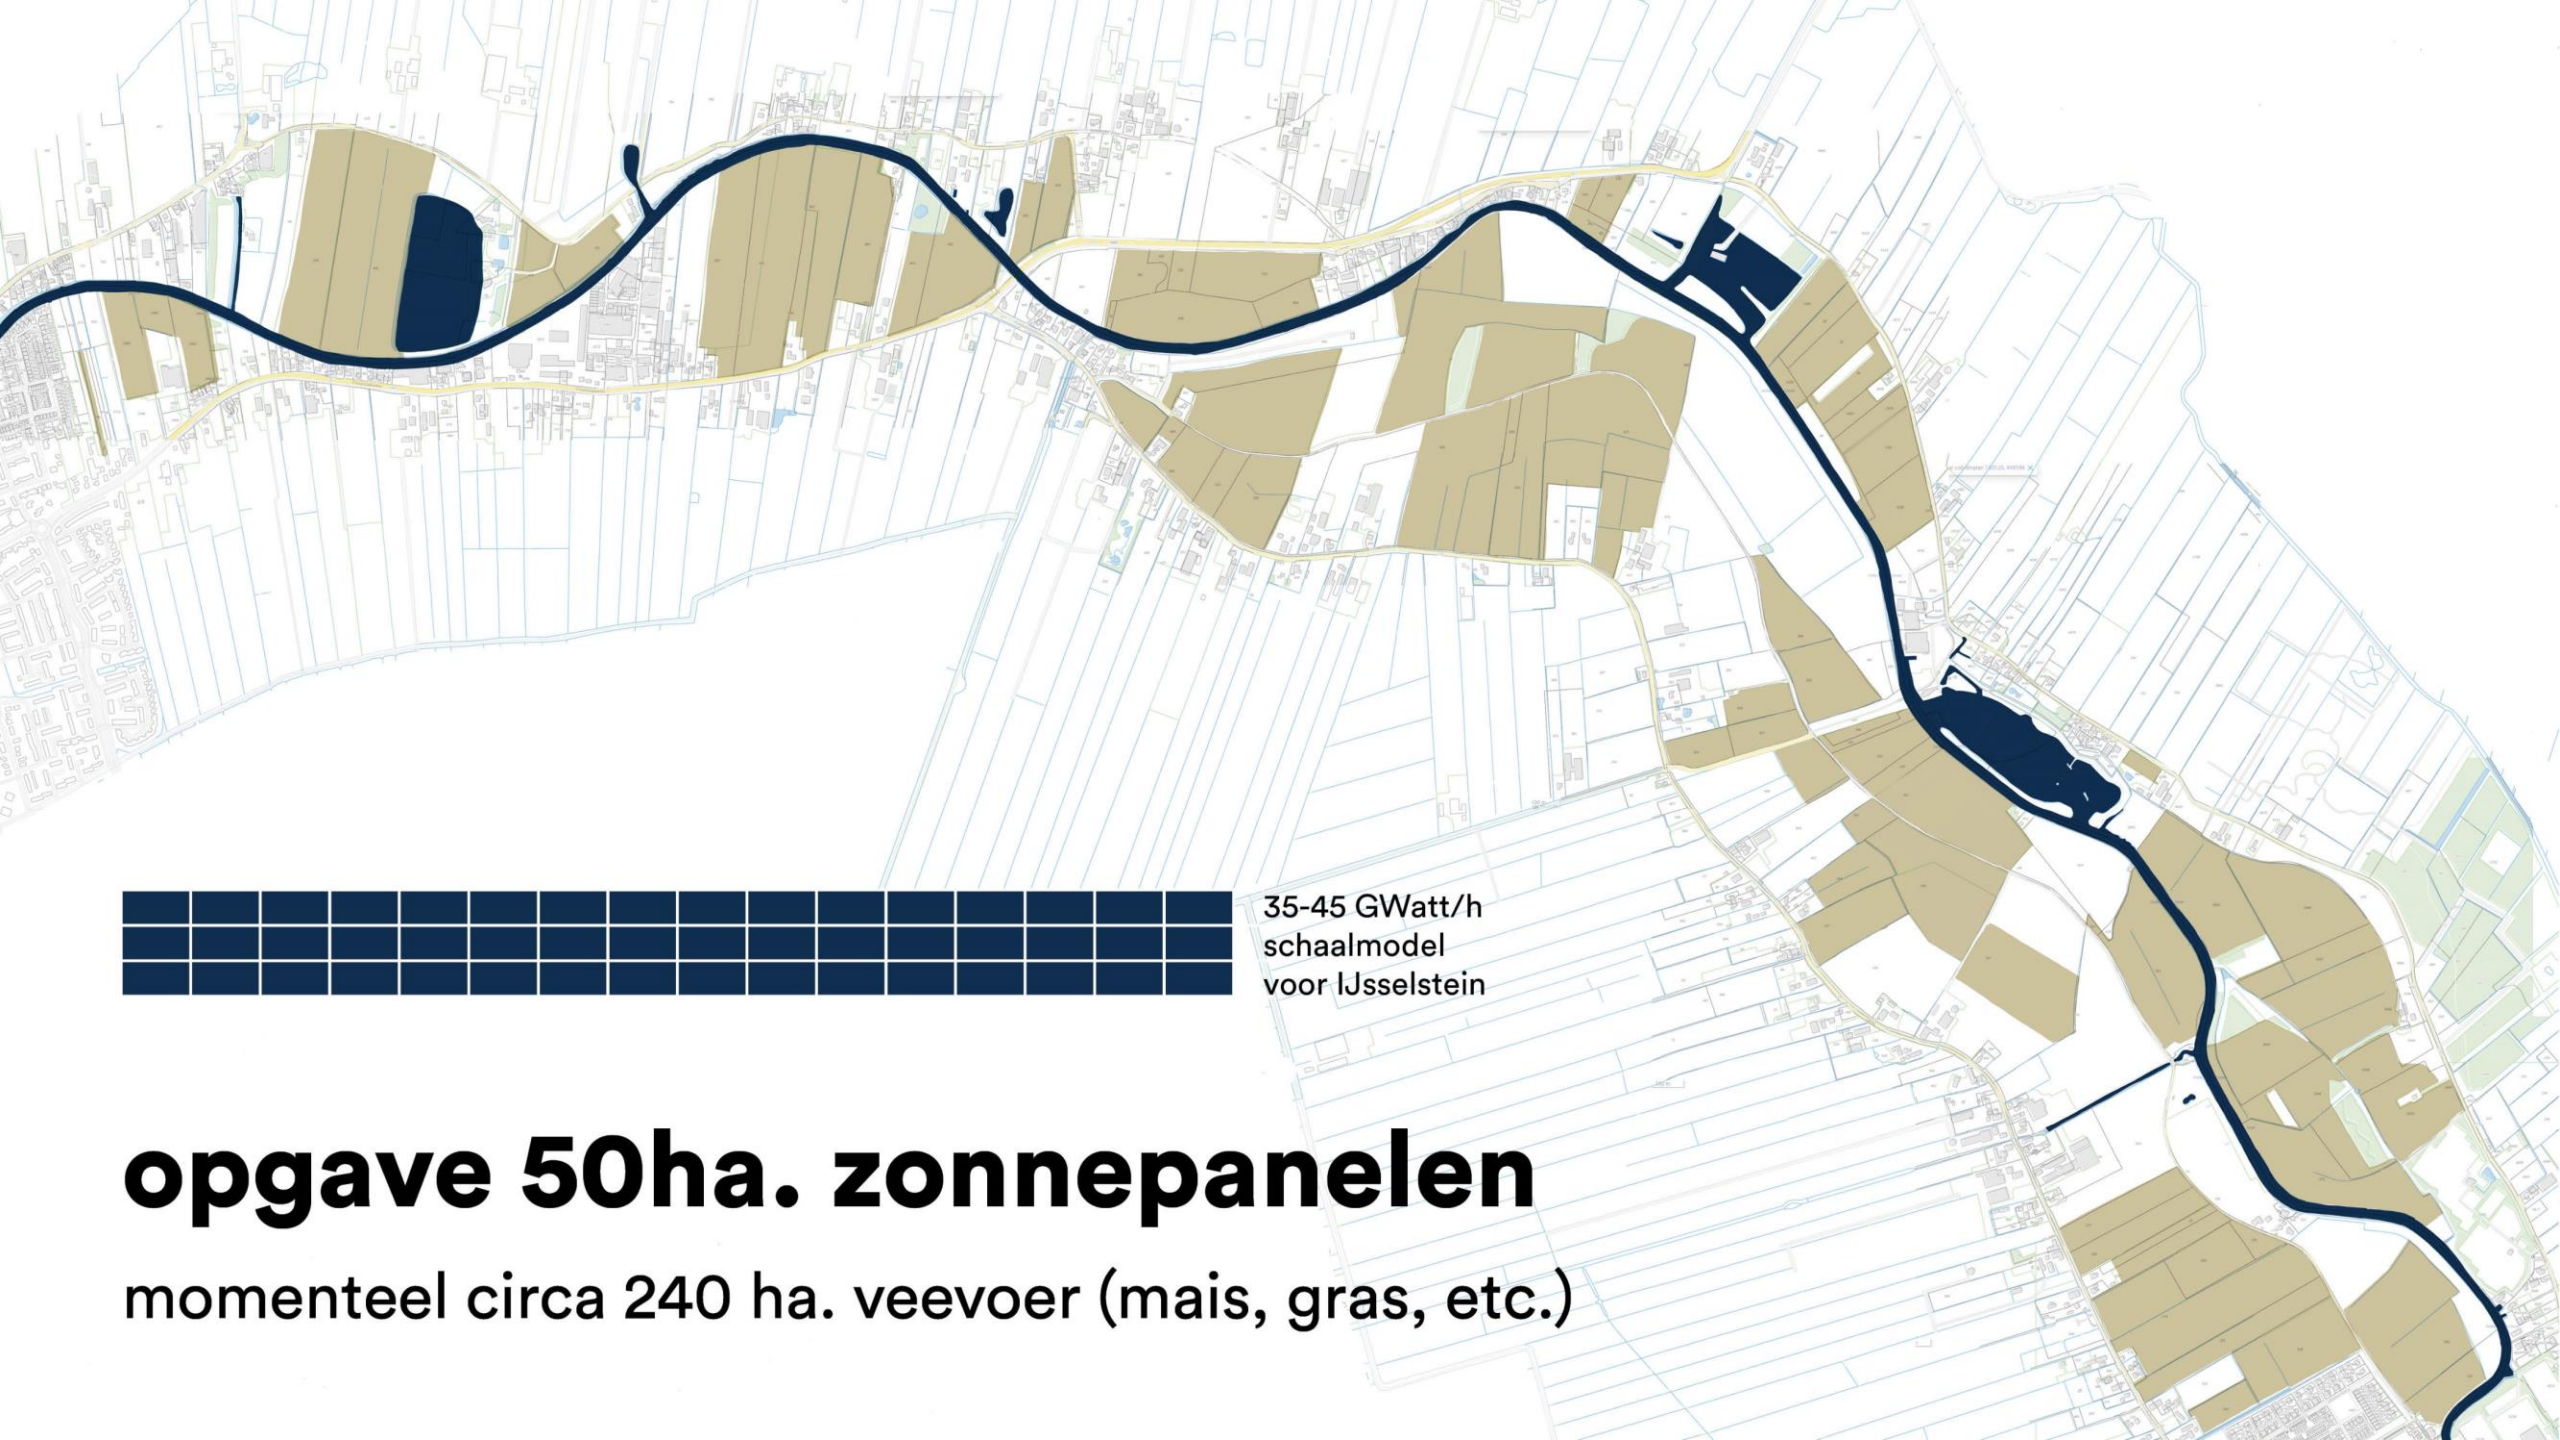 35-45 GWatt/h
schaalmodel
voor IJsselstein
opgave 50ha. zonnepanelen
momenteel circa 240 ha. veevoer (mais, gras, etc.)